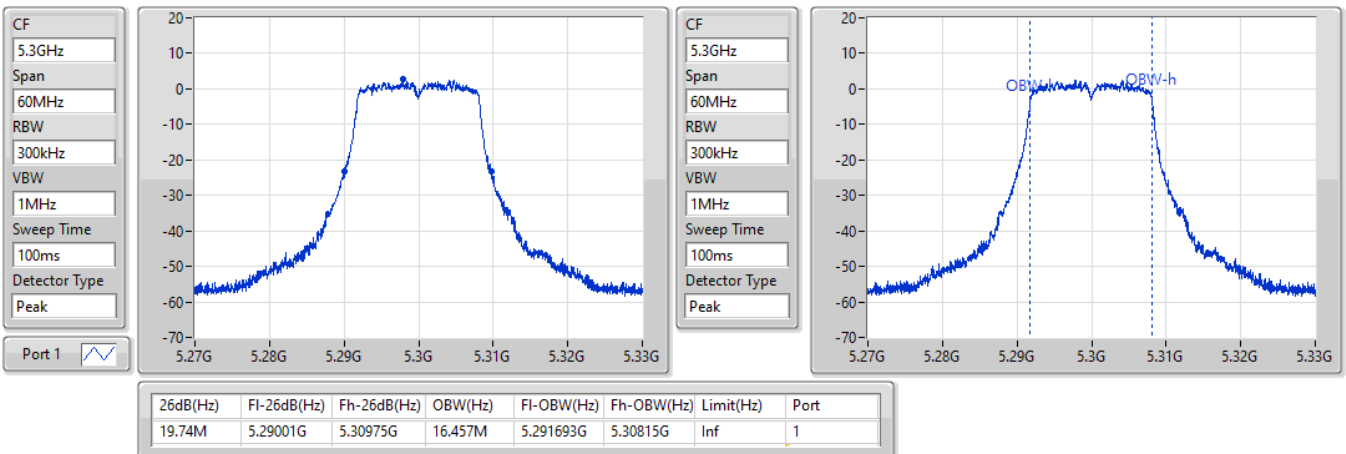 CF
5.3GHz
Span
60MHz
RBW
300kHz
VBW
1MHz
Sweep Time
100ms
Detector Type
Peak
Port 1
20
10
0
-10
-20
-30
-40
-50
-60
-70
5.27G 5.28G 5.29G 5.3G 5.31G 5.32G 5.33G
CF
5.3GHz
Span
60MHz
RBW
300kHz
VBW
1MHz
Sweep Time
100ms
Detector Type
Peak
20
10
0
-10
-20
-30
-40
-50
-60
-70
OBW-h
5.27G 5.28G 5.29G 5.3G 5.31G 5.32G 5.33G
26dB(Hz) Fl-26dB(Hz) Fh-26dB(Hz) OBW(Hz) Fl-OBW(Hz) Fh-OBW(Hz) Limit(Hz) Port
19.74M 5.29001G 5.30975G 16.457M 5.291693G 5.30815G Inf 1